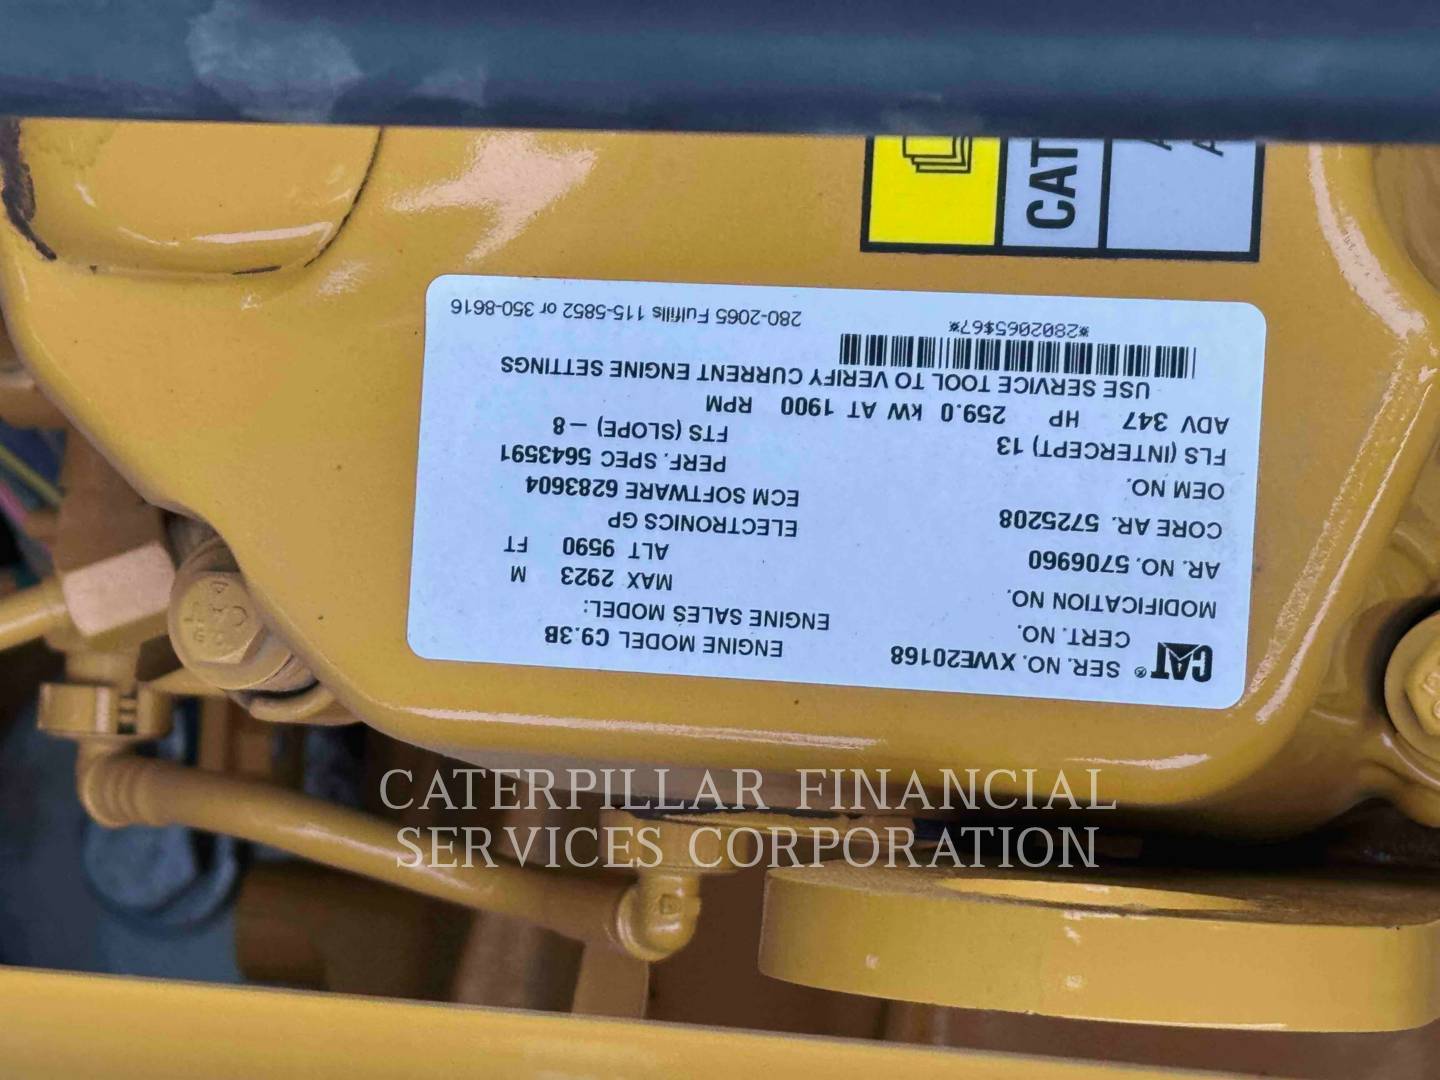 CAT® SER. NO. XWE20168 ENGINE MODEL C9.3B
CERT. NO. ENGINE SALES MODEL:
MODIFICATION NO. MAX 2923 M
AR. NO. 5706960 ALT 9590 FT
CORE AR. 5725208 ELECTRONICS GP
OEM NO. ECM SOFTWARE 6283604
PERF. SPEC 5643591
FLS (INTERCEPT) 13 FTS (SLOPE) –8
ADV 347 HP 259.0 kW AT 1900 RPM
USE SERVICE TOOL TO VERIFY CURRENT ENGINE SETTINGS
*2802065$67*
280-2065 Fulfills 115-5852 or 350-8616
CAT
CATERPILLAR FINANCIAL
SERVICES CORPORATION